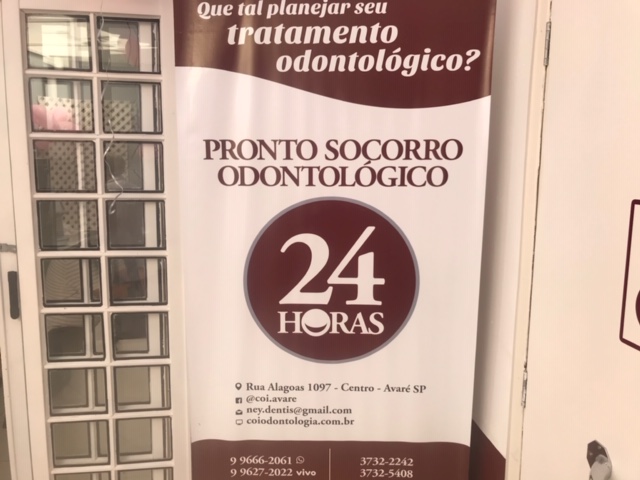 Que tal planejar seu
tratamento
odontológico?
PRONTO SOCORRO
ODONTOLÓGICO
24
HORAS
Rua Alagoas 1097 - Centro - Avaré SP
@coi.avare
ney.dentis@gmail.com
coiodontologia.com.br
9 9666-2061
9 9627-2022 vivo
3732-2242
3732-5408